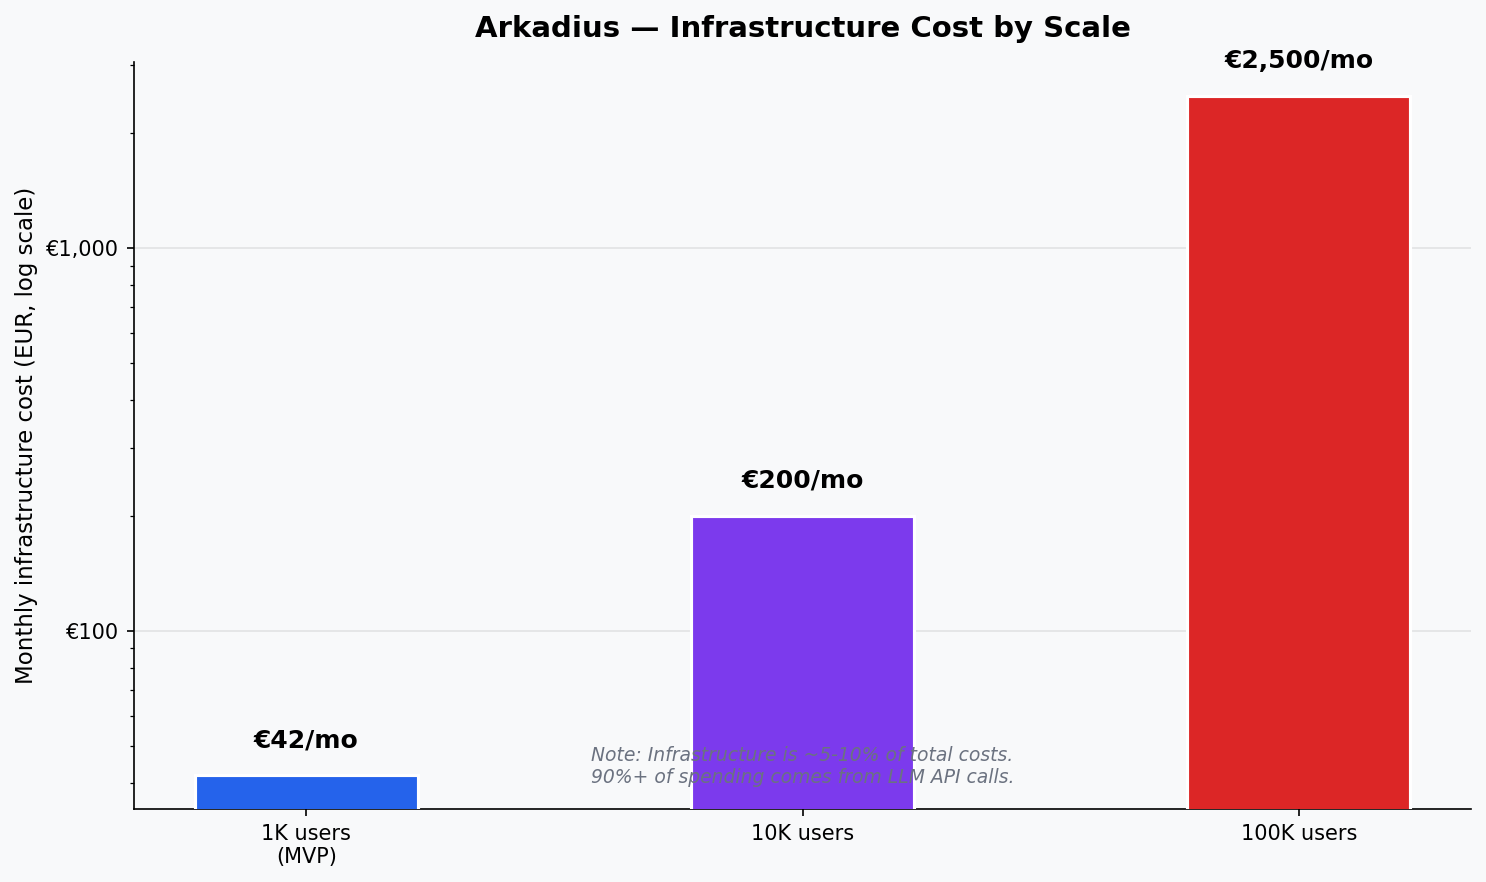 Arkadius — Infrastructure Cost by Scale
€2,500/mo
Monthly infrastructure cost (EUR, log scale)
€1,000
€200/mo
€100
€42/mo
Note: Infrastructure is ~5-10% of total costs.
90%+ of spending comes from LLM API calls.
1K users
(MVP)
10K users
100K users